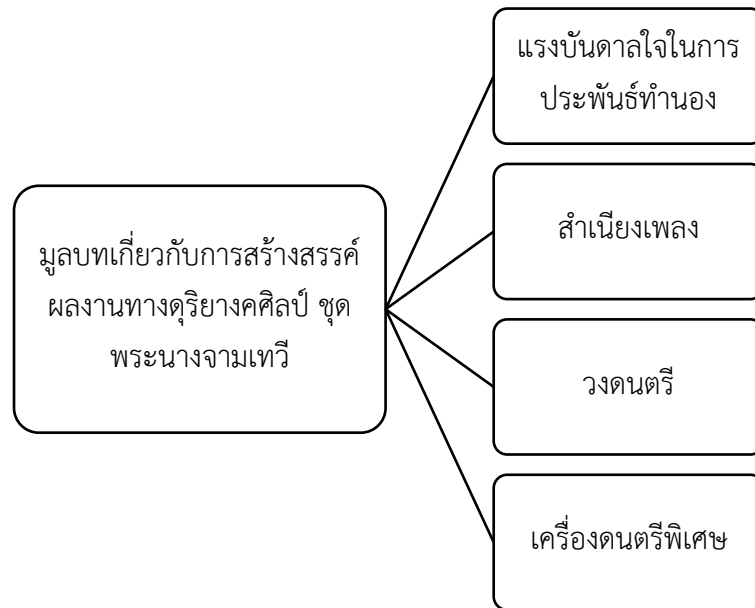 มูลบทเกี่ยวกับการสร้างสรรค์
ผลงานทางดุริยางคศิลป์ ชุด
พระนางจามเทวี
แรงบันดาลใจในการ
ประพันธ์ทำนอง
สำเนียงเพลง
วงดนตรี
เครื่องดนตรีพิเศษ